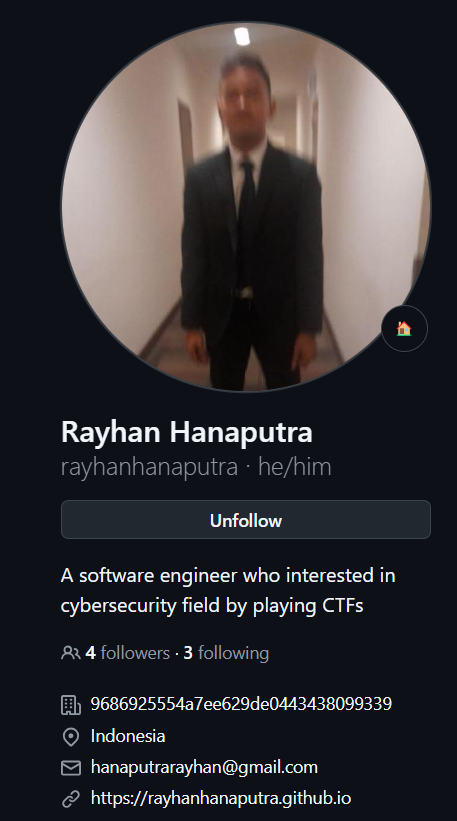 Rayhan Hanaputra
rayhanhanaputra · he/him
Unfollow
A software engineer who interested in
cybersecurity field by playing CTFs
4 followers · 3 following
9686925554a7ee629de0443438099339
Indonesia
hanaputrarayhan@gmail.com
https://rayhanhanaputra.github.io